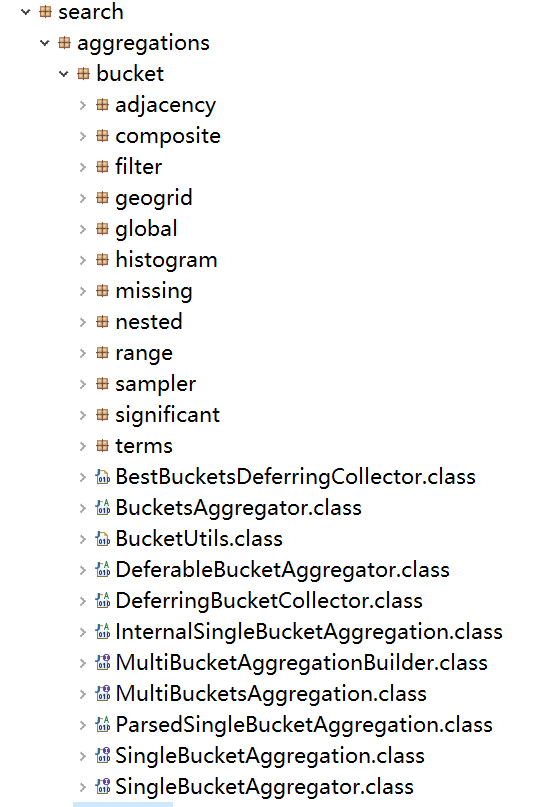 search
aggregations
bucket
adjacency
composite
filter
geogrid
global
histogram
missing
nested
range
sampler
significant
terms
BestBucketsDeferringCollector.class
BucketsAggregator.class
BucketUtils.class
DeferableBucketAggregator.class
DeferringBucketCollector.class
InternalSingleBucketAggregation.class
MultiBucketAggregationBuilder.class
MultiBucketsAggregation.class
ParsedSingleBucketAggregation.class
SingleBucketAggregation.class
SingleBucketAggregator.class